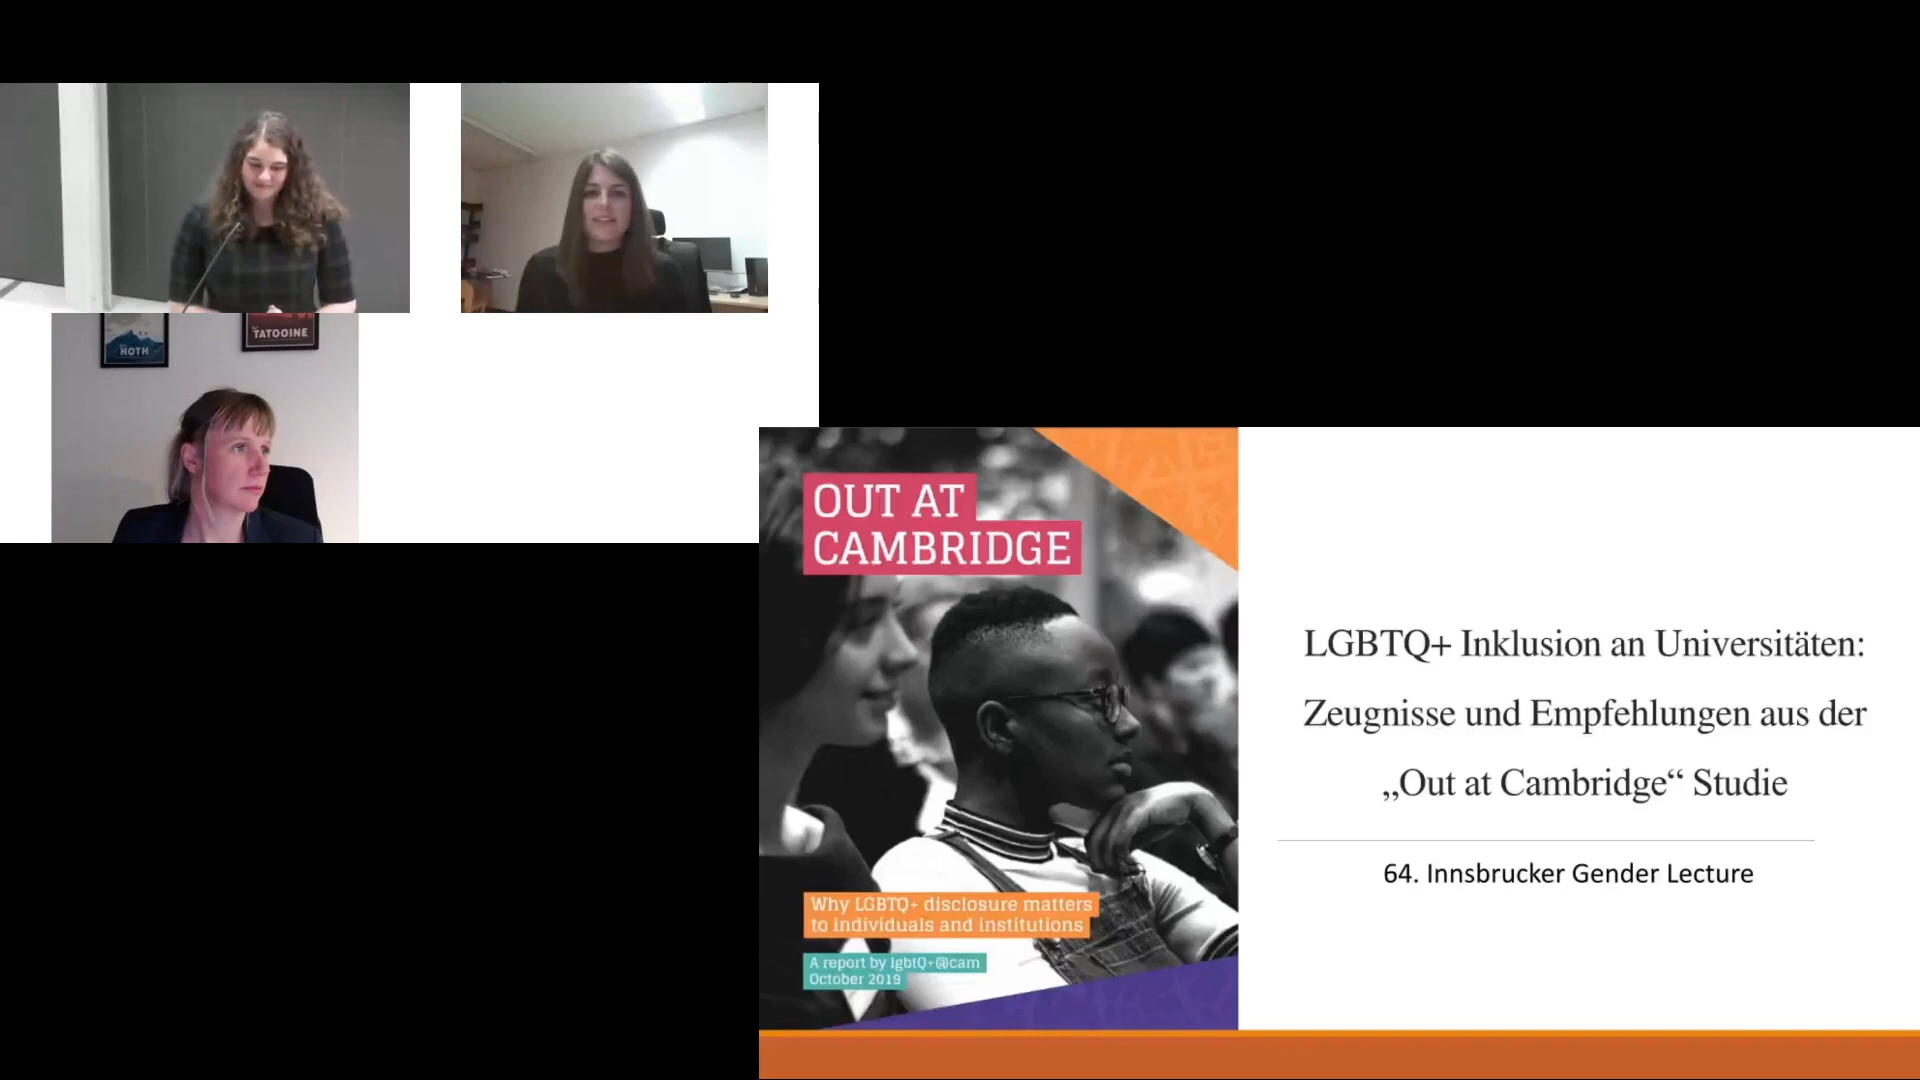 HOTH
TATOOINE
OUT AT
CAMBRIDGE
Why LGBTQ+ disclosure matters
to individuals and institutions
A report by lgbtQ+@cam
October 2019
LGBTQ+ Inklusion an Universitäten:
Zeugnisse und Empfehlungen aus der
„Out at Cambridge“ Studie
64. Innsbrucker Gender Lecture